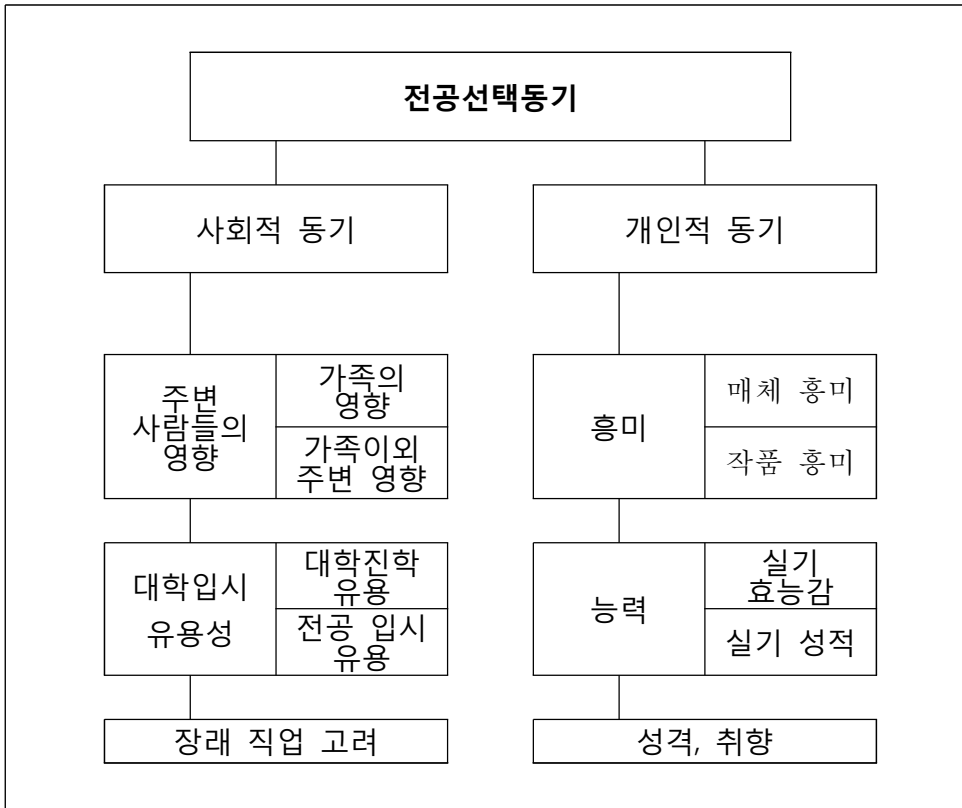 전공선택동기
사회적 동기
개인적 동기
주변
사람들의
영향
가족의
영향
가족이외
주변 영향
흥미
매체 흥미
작품 흥미
대학입시
유용성
대학진학
유용
전공 입시
유용
능력
실기
효능감
실기 성적
장래 직업 고려
성격, 취향